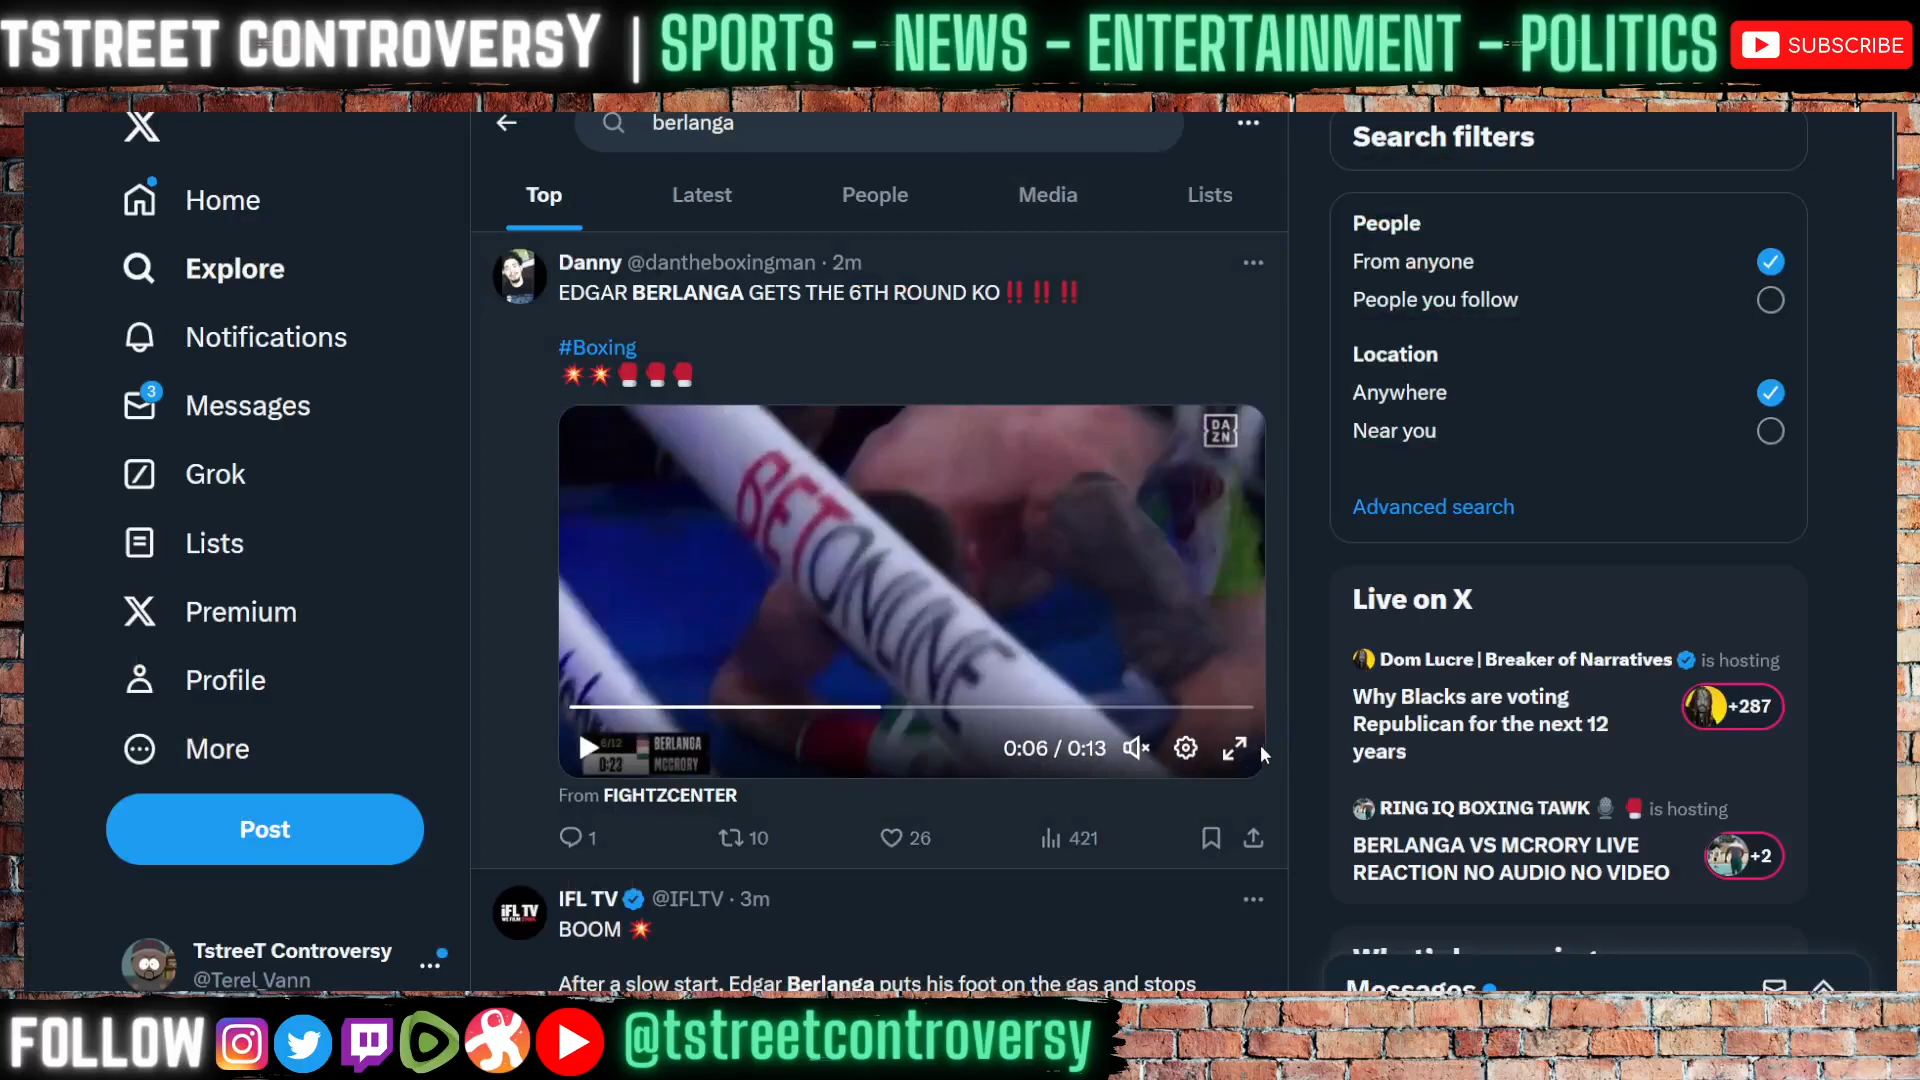 TSTREET CONTROVERSY | SPORTS – NEWS – ENTERTAINMENT – POLITICS
SUBSCRIBE
berlanga
Top
Latest
People
Media
Lists
Home
Explore
Notifications
3
Messages
Grok
Lists
Premium
Profile
More
Post
TstreeT Controversy
@Terel_Vann
Danny @dantheboxingman · 2m
EDGAR BERLANGA GETS THE 6TH ROUND KO ‼️ ‼️ ‼️
#Boxing
💥💥🥊🥊🥊
DAZN
BETONLINE
6/12 BERLANGA
0:23 MCCRORY
0:06 / 0:13
From FIGHTZCENTER
1
10
26
421
IFL TV @IFLTV · 3m
IFL TV
BOOM 💥
After a slow start, Edgar Berlanga puts his foot on the gas and stops
Search filters
People
From anyone
People you follow
Location
Anywhere
Near you
Advanced search
Live on X
Dom Lucre | Breaker of Narratives is hosting
Why Blacks are voting
Republican for the next 12
years
+287
RING IQ BOXING TAWK 🎙️🥊 is hosting
BERLANGA VS MCRORY LIVE
REACTION NO AUDIO NO VIDEO
+2
Messages
FOLLOW
@tstreetcontroversy